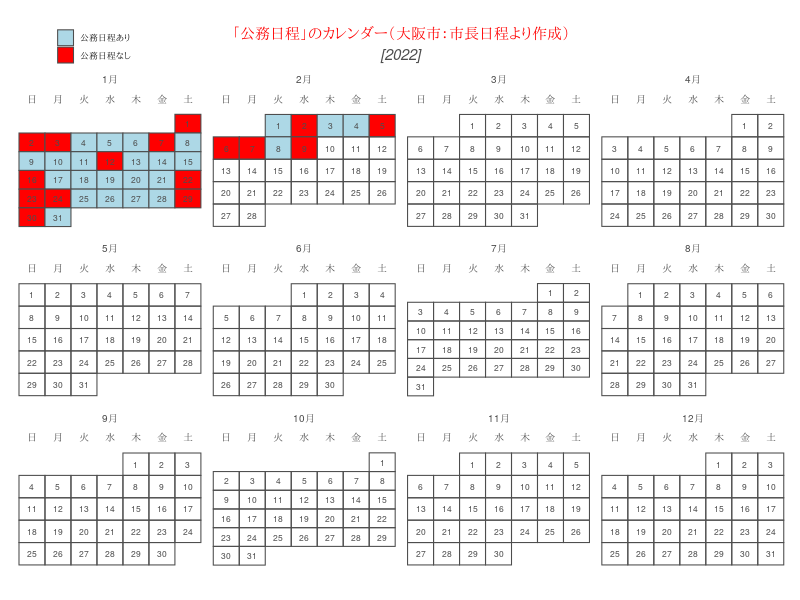 公務日程あり
公務日程なし
「公務日程」のカレンダー（大阪市：市長日程より作成）
[2022]
1月
日 月 火 水 木 金 土
1
2 3 4 5 6 7 8
9 10 11 12 13 14 15
16 17 18 19 20 21 22
23 24 25 26 27 28 29
30 31
2月
日 月 火 水 木 金 土
1 2 3 4 5
6 7 8 9 10 11 12
13 14 15 16 17 18 19
20 21 22 23 24 25 26
27 28
3月
日 月 火 水 木 金 土
1 2 3 4 5
6 7 8 9 10 11 12
13 14 15 16 17 18 19
20 21 22 23 24 25 26
27 28 29 30 31
4月
日 月 火 水 木 金 土
1 2
3 4 5 6 7 8 9
10 11 12 13 14 15 16
17 18 19 20 21 22 23
24 25 26 27 28 29 30
5月
日 月 火 水 木 金 土
1 2 3 4 5 6 7
8 9 10 11 12 13 14
15 16 17 18 19 20 21
22 23 24 25 26 27 28
29 30 31
6月
日 月 火 水 木 金 土
1 2 3 4
5 6 7 8 9 10 11
12 13 14 15 16 17 18
19 20 21 22 23 24 25
26 27 28 29 30
7月
日 月 火 水 木 金 土
1 2
3 4 5 6 7 8 9
10 11 12 13 14 15 16
17 18 19 20 21 22 23
24 25 26 27 28 29 30
31
8月
日 月 火 水 木 金 土
1 2 3 4 5 6
7 8 9 10 11 12 13
14 15 16 17 18 19 20
21 22 23 24 25 26 27
28 29 30 31
9月
日 月 火 水 木 金 土
1 2 3
4 5 6 7 8 9 10
11 12 13 14 15 16 17
18 19 20 21 22 23 24
25 26 27 28 29 30
10月
日 月 火 水 木 金 土
1
2 3 4 5 6 7 8
9 10 11 12 13 14 15
16 17 18 19 20 21 22
23 24 25 26 27 28 29
30 31
11月
日 月 火 水 木 金 土
1 2 3 4 5
6 7 8 9 10 11 12
13 14 15 16 17 18 19
20 21 22 23 24 25 26
27 28 29 30
12月
日 月 火 水 木 金 土
1 2 3
4 5 6 7 8 9 10
11 12 13 14 15 16 17
18 19 20 21 22 23 24
25 26 27 28 29 30 31